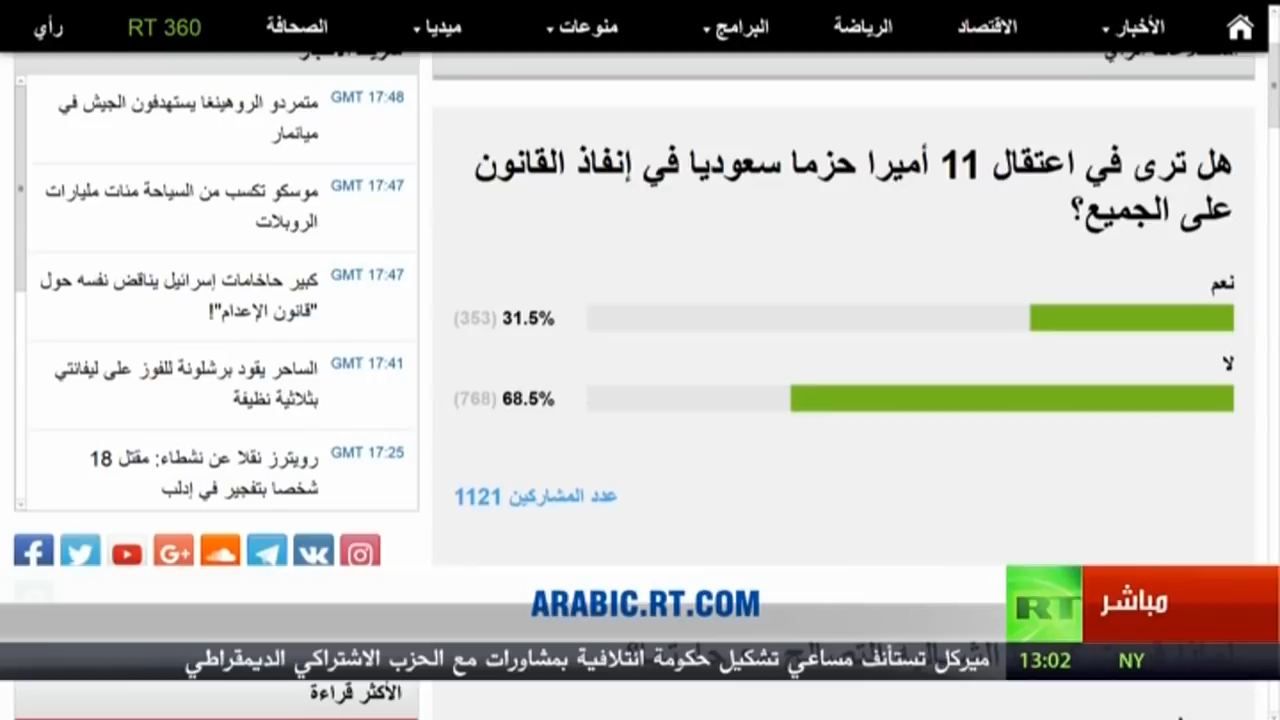 الأخبار
الاقتصاد
الرياضة
البرامج
منوعات
ميديا
الصحافة
RT 360
رأي
هل ترى في اعتقال 11 أميرا حزما سعوديا في إنفاذ القانون
على الجميع؟
نعم
31.5% (353)
لا
68.5% (768)
عدد المشاركين 1121
GMT 17:48
متمردو الروهينغا يستهدفون الجيش في
ميانمار
GMT 17:47
موسكو تكسب من السياحة مئات مليارات
الروبلات
GMT 17:47
كبير حاخامات إسرائيل يناقض نفسه حول
"قانون الإعدام"!
GMT 17:41
الساحر يقود برشلونة للفوز على ليفانتي
بثلاثية نظيفة
GMT 17:25
رويترز نقلا عن نشطاء: مقتل 18
شخصا بتفجير في إدلب
مباشر
RT
ARABIC.RT.COM
NY 13:02
ميركل تستأنف مساعي تشكيل حكومة ائتلافية بمشاورات مع الحزب الاشتراكي الديمقراطي
الأكثر قراءة